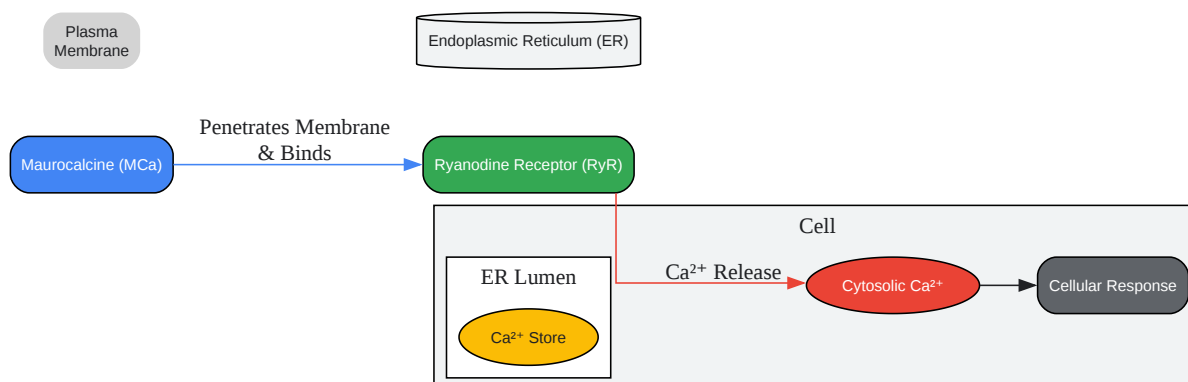 Plasma
Membrane
Endoplasmic Reticulum (ER)
Penetrates Membrane
& Binds
Maurocalcine (MCa)
Ryanodine Receptor (RyR)
Cell
ER Lumen
Ca²⁺ Release
Cytosolic Ca²⁺
Cellular Response
Ca²⁺ Store